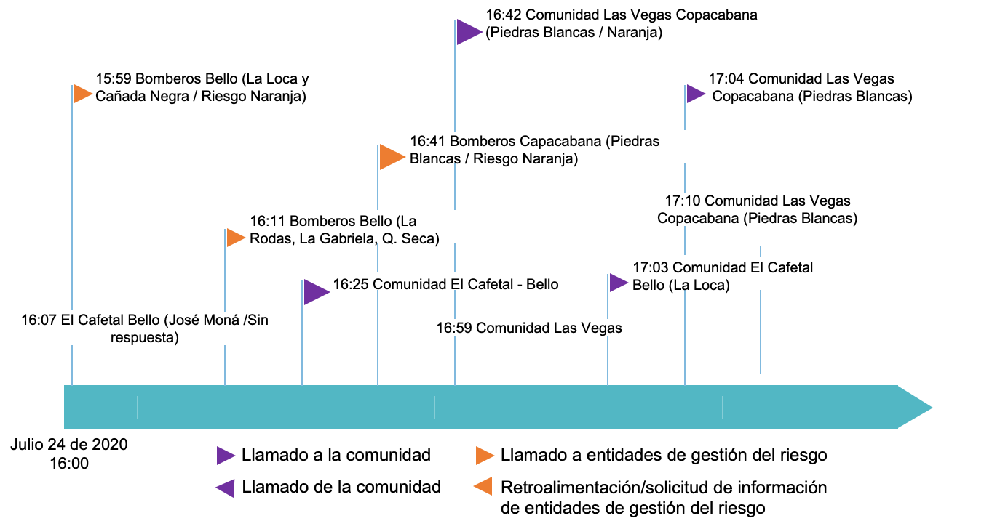 16:42 Comunidad Las Vegas Copacabana
(Piedras Blancas / Naranja)
15:59 Bomberos Bello (La Loca y
Cañada Negra / Riesgo Naranja)
17:04 Comunidad Las Vegas
Copacabana (Piedras Blancas)
16:41 Bomberos Capacabana (Piedras
Blancas / Riesgo Naranja)
17:10 Comunidad Las Vegas
Copacabana (Piedras Blancas)
16:11 Bomberos Bello (La
Rodas, La Gabriela, Q. Seca)
17:03 Comunidad El Cafetal
Bello (La Loca)
16:25 Comunidad El Cafetal - Bello
16:07 El Cafetal Bello (José Moná /Sin
respuesta)
16:59 Comunidad Las Vegas
Julio 24 de 2020
16:00
Llamado a la comunidad
Llamado de la comunidad
Llamado a entidades de gestión del riesgo
Retroalimentación/solicitud de información
de entidades de gestión del riesgo